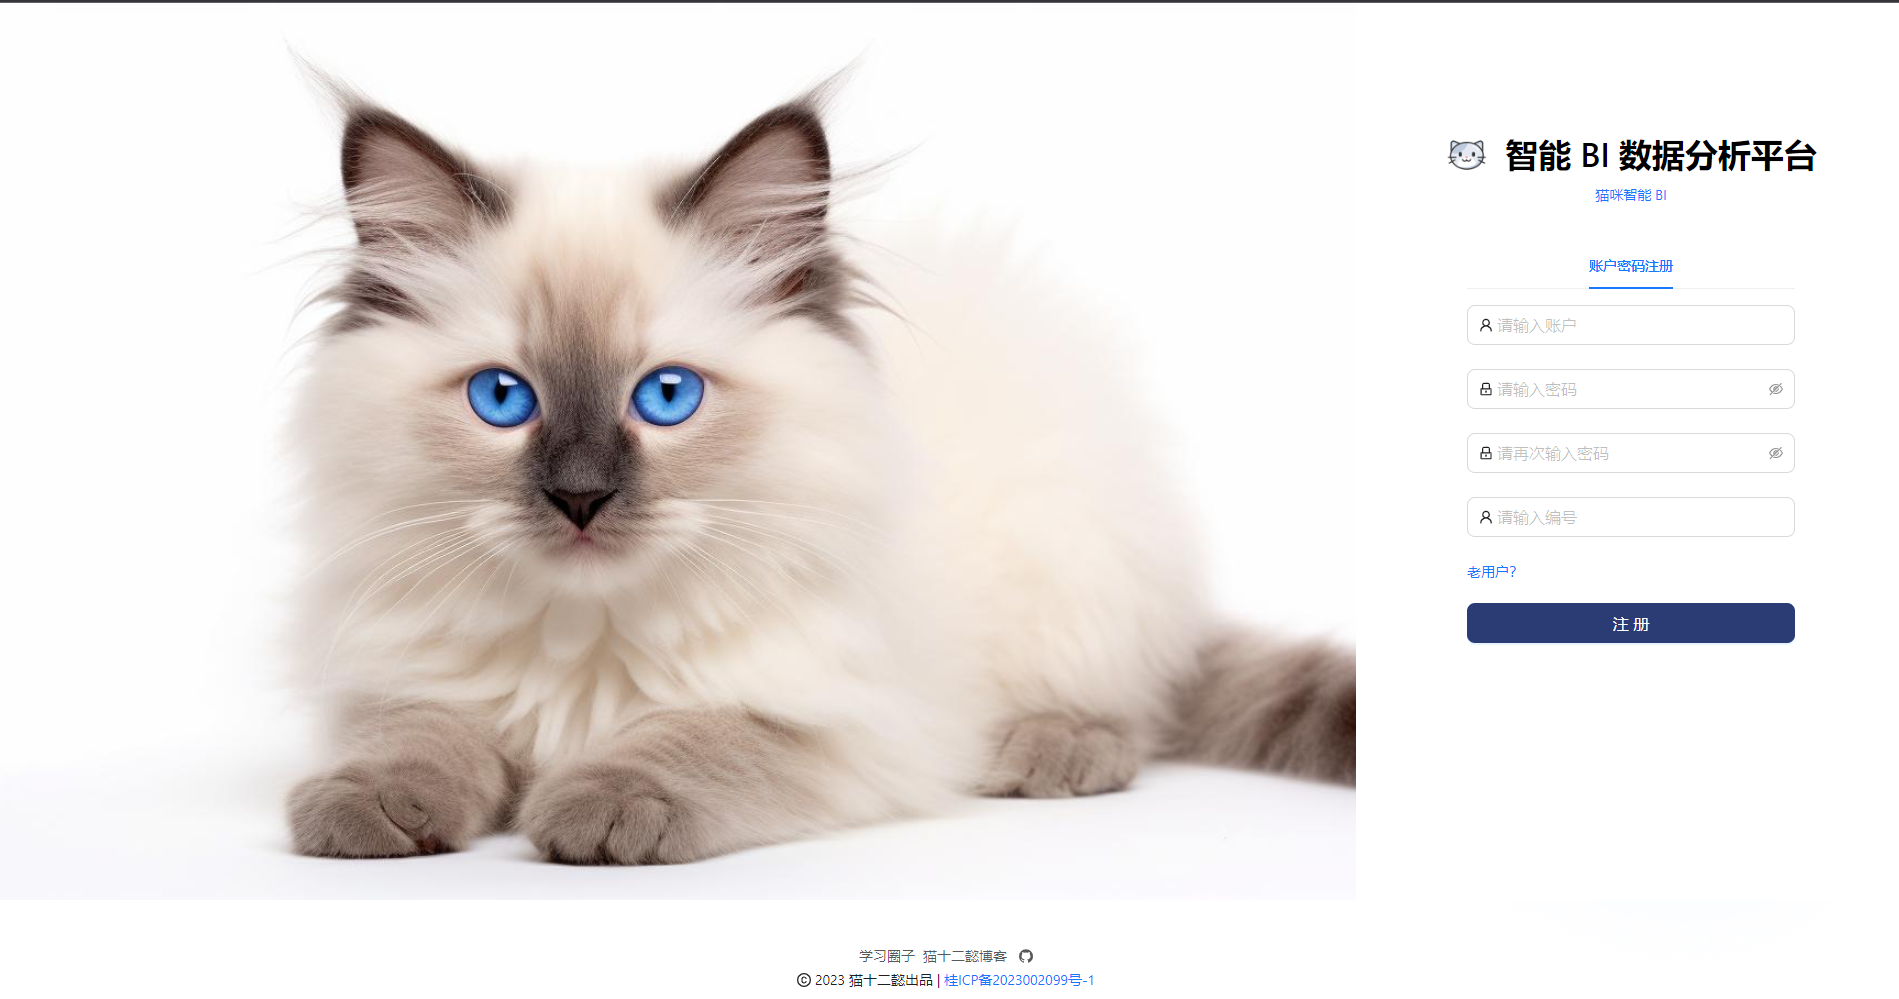 智能 BI 数据分析平台
猫咪智能 BI
账户密码注册
请输入账户
请输入密码
请再次输入密码
请输入编号
老用户?
注 册
学习圈子 猫十二懿博客
© 2023 猫十二懿出品 | 桂ICP备2023002099号-1